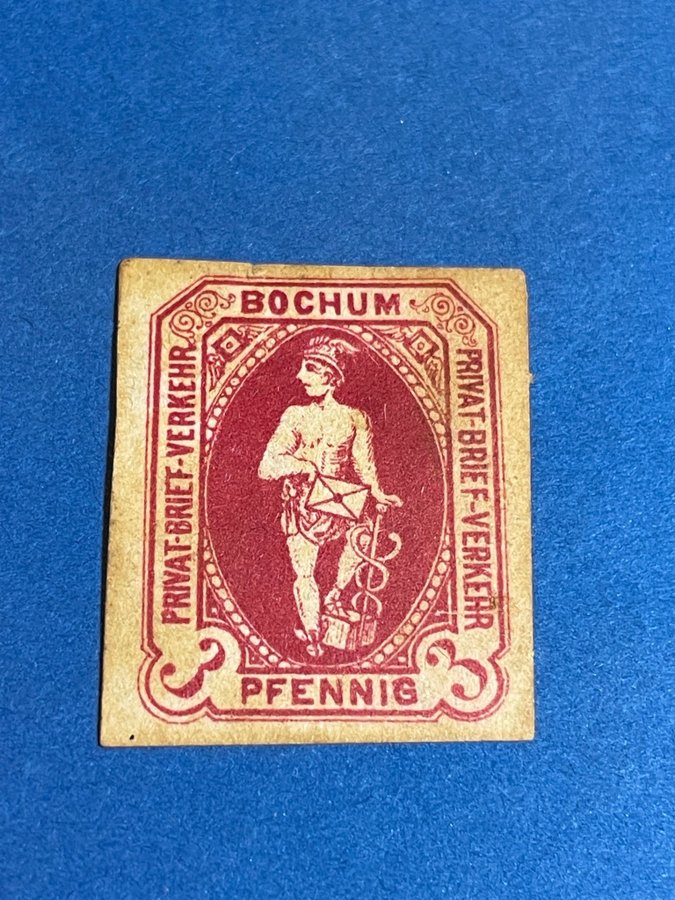 BOCHUM
PRIVAT-BRIEF-VERKEHR
PRIVAT-BRIEF-VERKEHR
3 PFENNIG 3